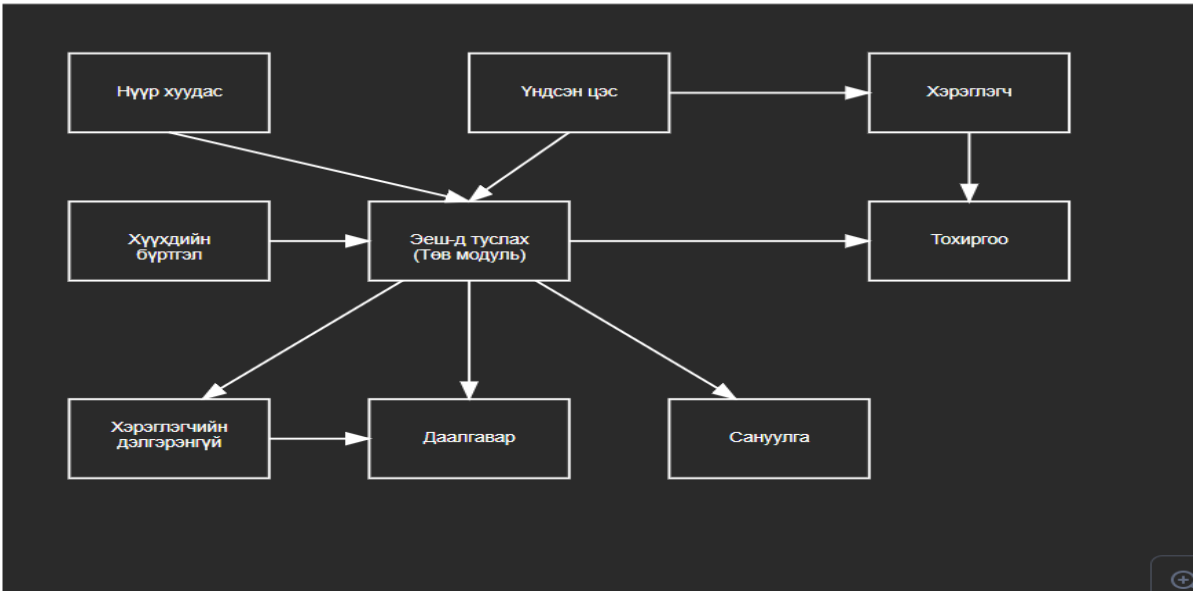 Нүүр хуудас
Үндсэн цэс
Хэрэглэгч
Хүүхдийн
бүртгэл
Эеш-д туслах
(Төв модуль)
Тохиргоо
Хэрэглэгчийн
дэлгэрэнгүй
Даалгавар
Сануулга